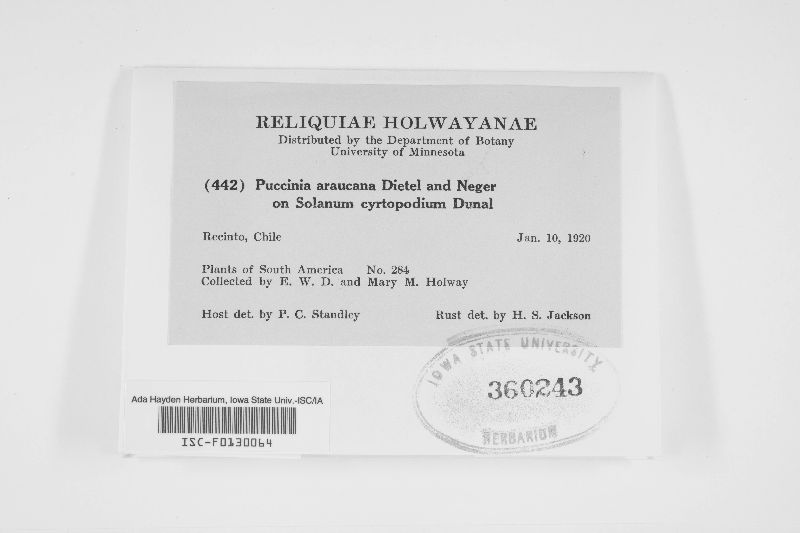 RELIQUIAE HOLWAYANAE
Distributed by the Department of Botany
University of Minnesota
(442) Puccinia araucana Dietel and Neger
on Solanum cyrtopodium Dunal
Recinto, Chile Jan. 10, 1920
Plants of South America No. 284
Collected by E. W. D. and Mary M. Holway
Host det. by P. C. Standley Rust det. by H. S. Jackson
IOWA STATE UNIVERSITY
360243
HERBARIUM
Ada Hayden Herbarium, Iowa State Univ.-ISC/IA
ISC-F0130064